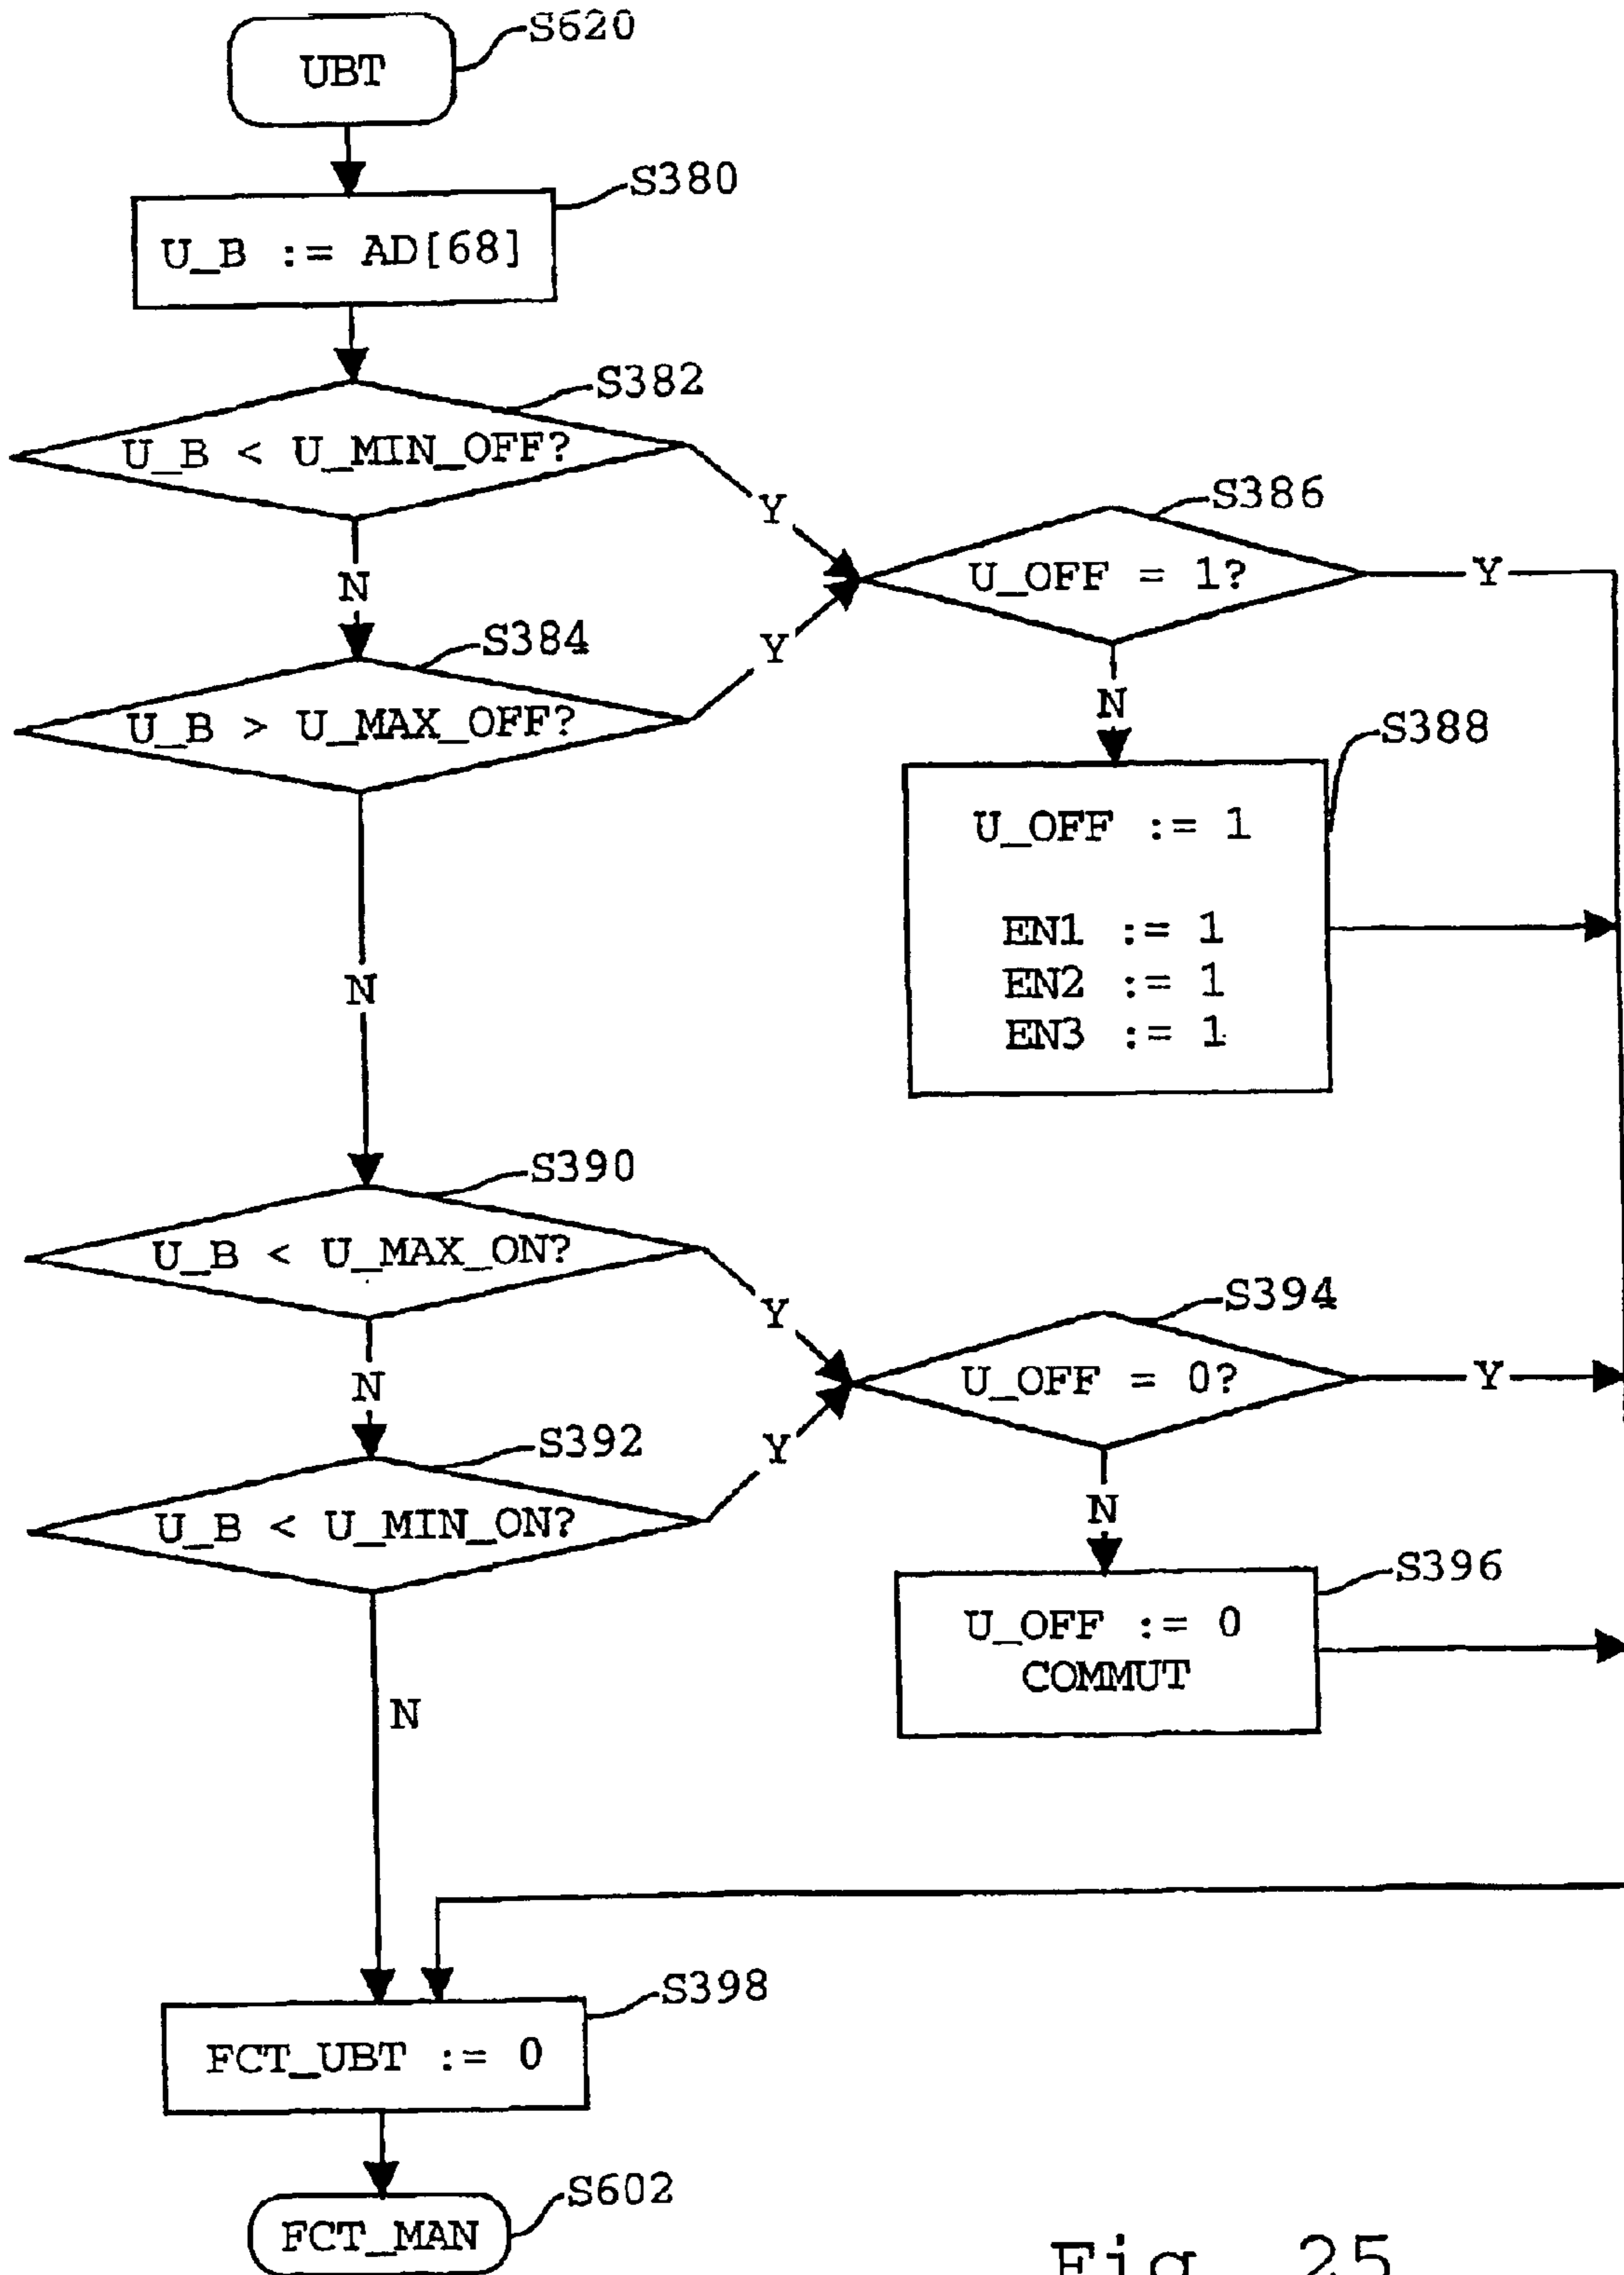 S620
UBT
S380
U_B := AD[68]
S382
U_B < U_MIN_OFF?
Y
N
S386
U_OFF = 1?
Y
N
S384
U_B > U_MAX_OFF?
Y
N
S388
U_OFF := 1
EN1 := 1
EN2 := 1
EN3 := 1
S390
U_B < U_MAX_ON?
Y
N
S394
U_OFF = 0?
Y
N
S392
U_B < U_MIN_ON?
Y
N
S396
U_OFF := 0
COMMUT
S398
FCT_UBT := 0
S602
FCT_MAN
Fig. 25